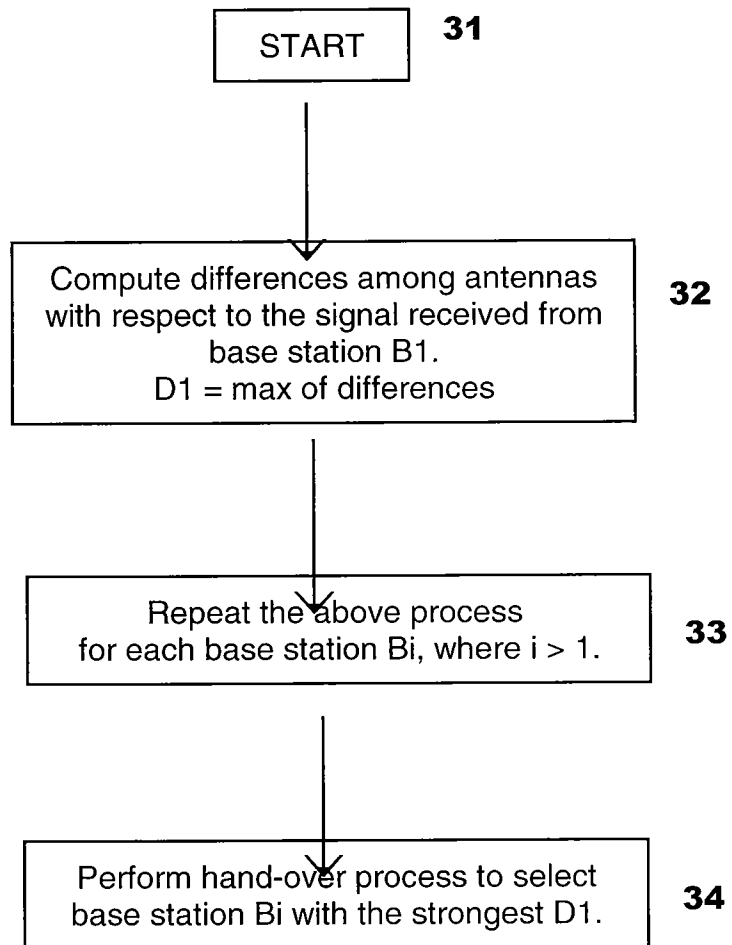 START
31
Compute differences among antennas
with respect to the signal received from
base station B1.
D1 = max of differences
32
Repeat the above process
for each base station Bi, where i > 1.
33
Perform hand-over process to select
base station Bi with the strongest D1.
34